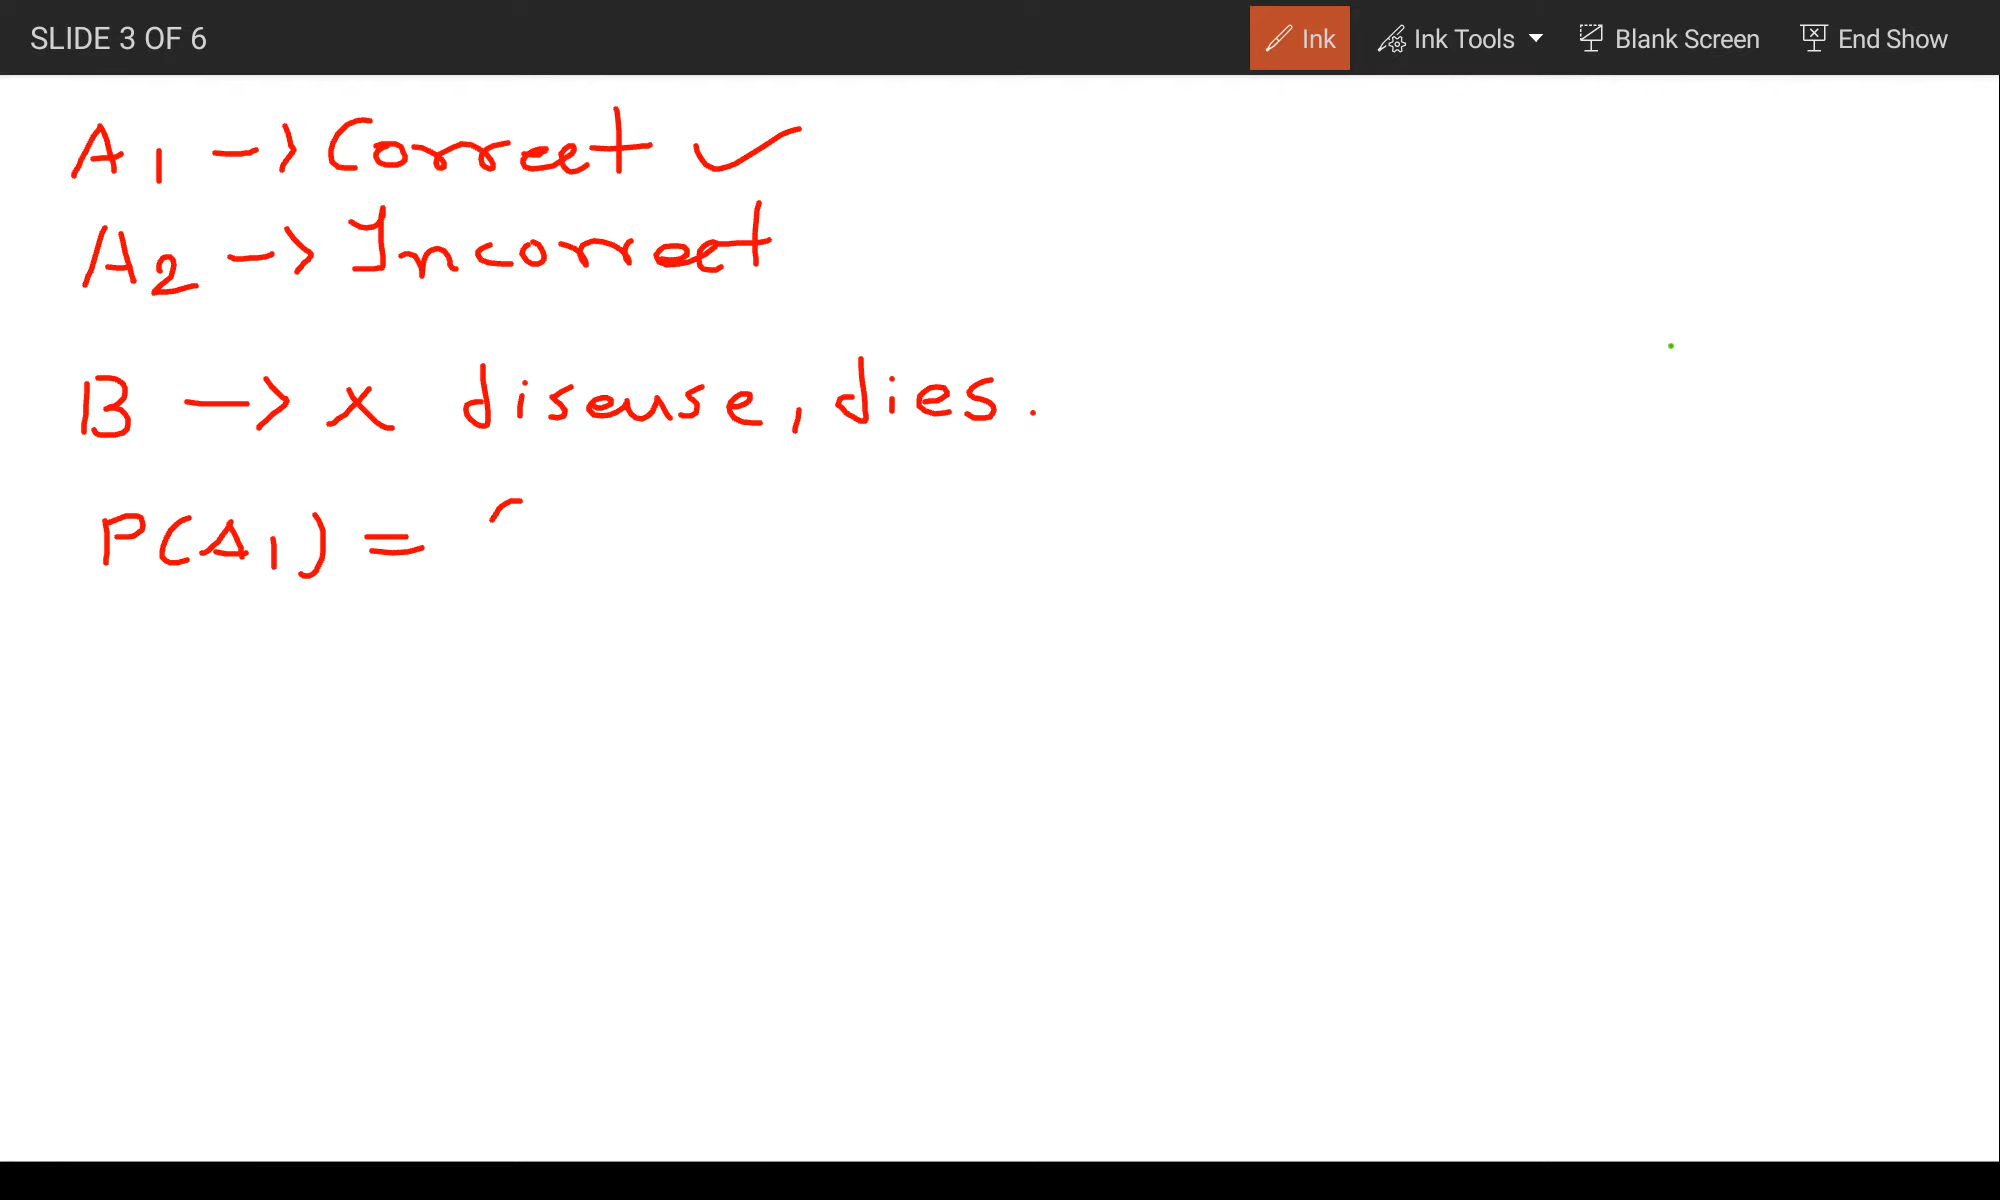 SLIDE 3 OF 6 Ink Ink Tools Blank Screen End Show
A1 -> Correct ✓
A2 -> Incorrect
B -> X disease, dies.
P(A1) =